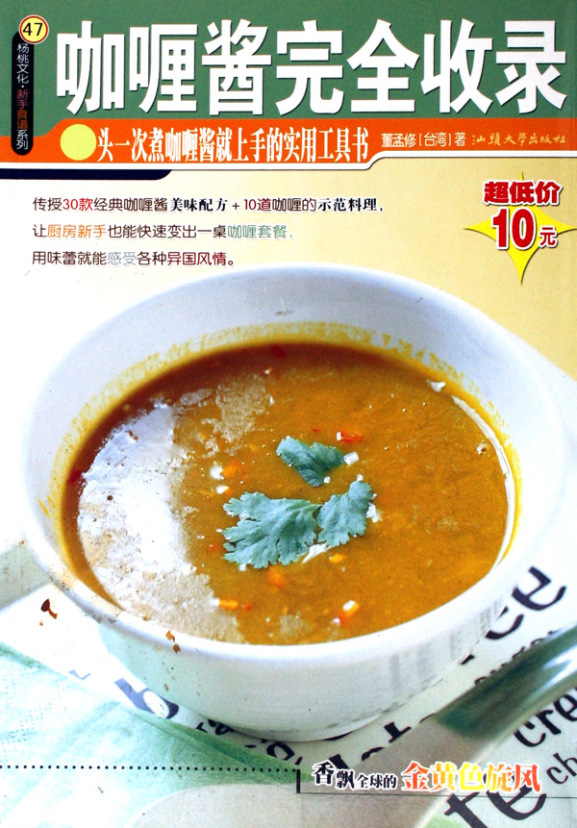 47
杨桃文化·新手食谱系列
咖喱酱完全收录
头一次煮咖喱酱就上手的实用工具书
董孟修[台湾]著 汕頭大學出版社
传授30款经典咖喱酱美味配方+10道咖喱的示范料理,
让厨房新手也能快速变出一桌咖喱套餐,
用味蕾就能感受各种异国风情。
超低价
10元
香飘全球的 金黄色旋风